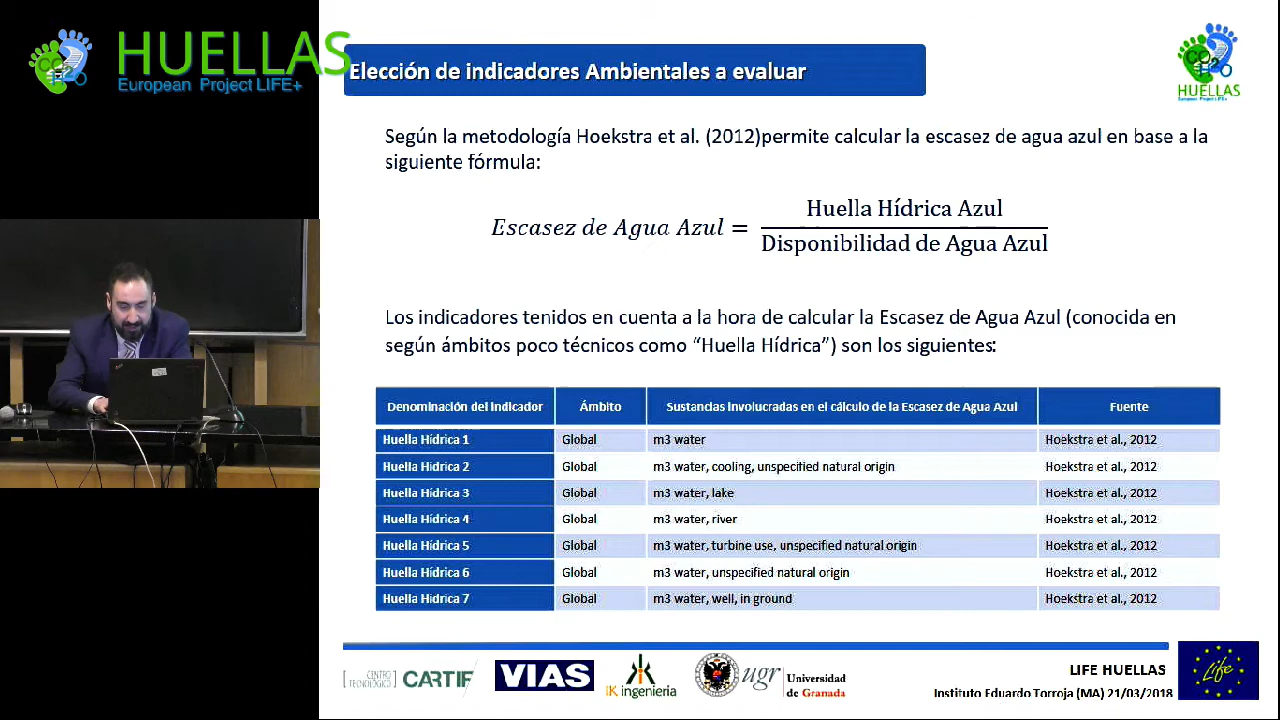 HUELLAS
European Project LIFE+
Elección de indicadores Ambientales a evaluar
CO2
H2O
HUELLAS
European Project LIFE+
Según la metodología Hoekstra et al. (2012)permite calcular la escasez de agua azul en base a la
siguiente fórmula:
Escasez de Agua Azul = Huella Hídrica Azul / Disponibilidad de Agua Azul
Los indicadores tenidos en cuenta a la hora de calcular la Escasez de Agua Azul (conocida en
según ámbitos poco técnicos como “Huella Hídrica”) son los siguientes:
Denominación del Indicador Ámbito Sustancias involucradas en el cálculo de la Escasez de Agua Azul Fuente
Huella Hídrica 1 Global m3 water Hoekstra et al., 2012
Huella Hídrica 2 Global m3 water, cooling, unspecified natural origin Hoekstra et al., 2012
Huella Hídrica 3 Global m3 water, lake Hoekstra et al., 2012
Huella Hídrica 4 Global m3 water, river Hoekstra et al., 2012
Huella Hídrica 5 Global m3 water, turbine use, unspecified natural origin Hoekstra et al., 2012
Huella Hídrica 6 Global m3 water, unspecified natural origin Hoekstra et al., 2012
Huella Hídrica 7 Global m3 water, well, in ground Hoekstra et al., 2012
CENTRO
TECNOLÓGICO
CARTIF
VIAS
iK ingenieria
ugr
Universidad
de Granada
LIFE HUELLAS
Instituto Eduardo Torroja (MA) 21/03/2018
Life